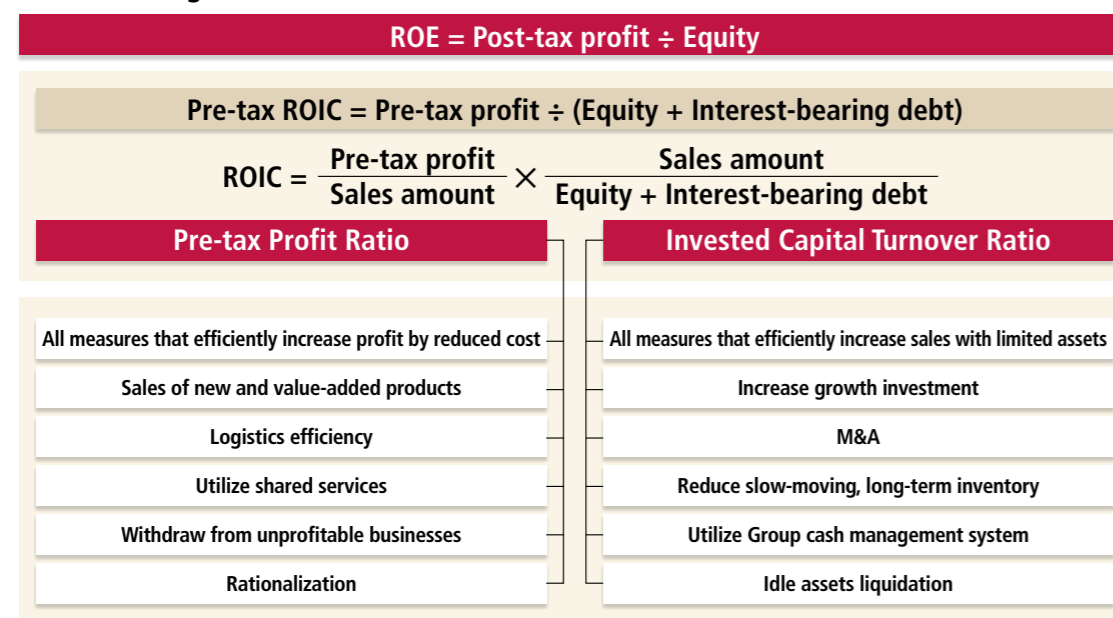 ROE = Post-tax profit ÷ Equity
Pre-tax ROIC = Pre-tax profit ÷ (Equity + Interest-bearing debt)
ROIC = Pre-tax profit / Sales amount × Sales amount / Equity + Interest-bearing debt
Pre-tax Profit Ratio
All measures that efficiently increase profit by reduced cost
Sales of new and value-added products
Logistics efficiency
Utilize shared services
Withdraw from unprofitable businesses
Rationalization
Invested Capital Turnover Ratio
All measures that efficiently increase sales with limited assets
Increase growth investment
M&A
Reduce slow-moving, long-term inventory
Utilize Group cash management system
Idle assets liquidation